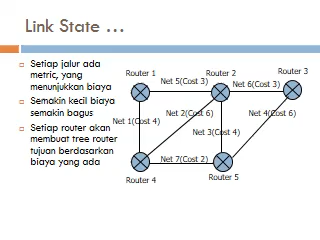 Link State ...
Setiap jalur ada
metric, yang
menunjukkan biaya
Semakin kecil biaya
semakin bagus
Setiap router akan
membuat tree router
tujuan berdasarkan
biaya yang ada
Router 1
Router 2
Router 3
Net 5(Cost 3)
Net 6(Cost 3)
Net 1(Cost 4)
Net 2(Cost 6)
Net 4(Cost 6)
Net 3(Cost 4)
Net 7(Cost 2)
Router 4
Router 5